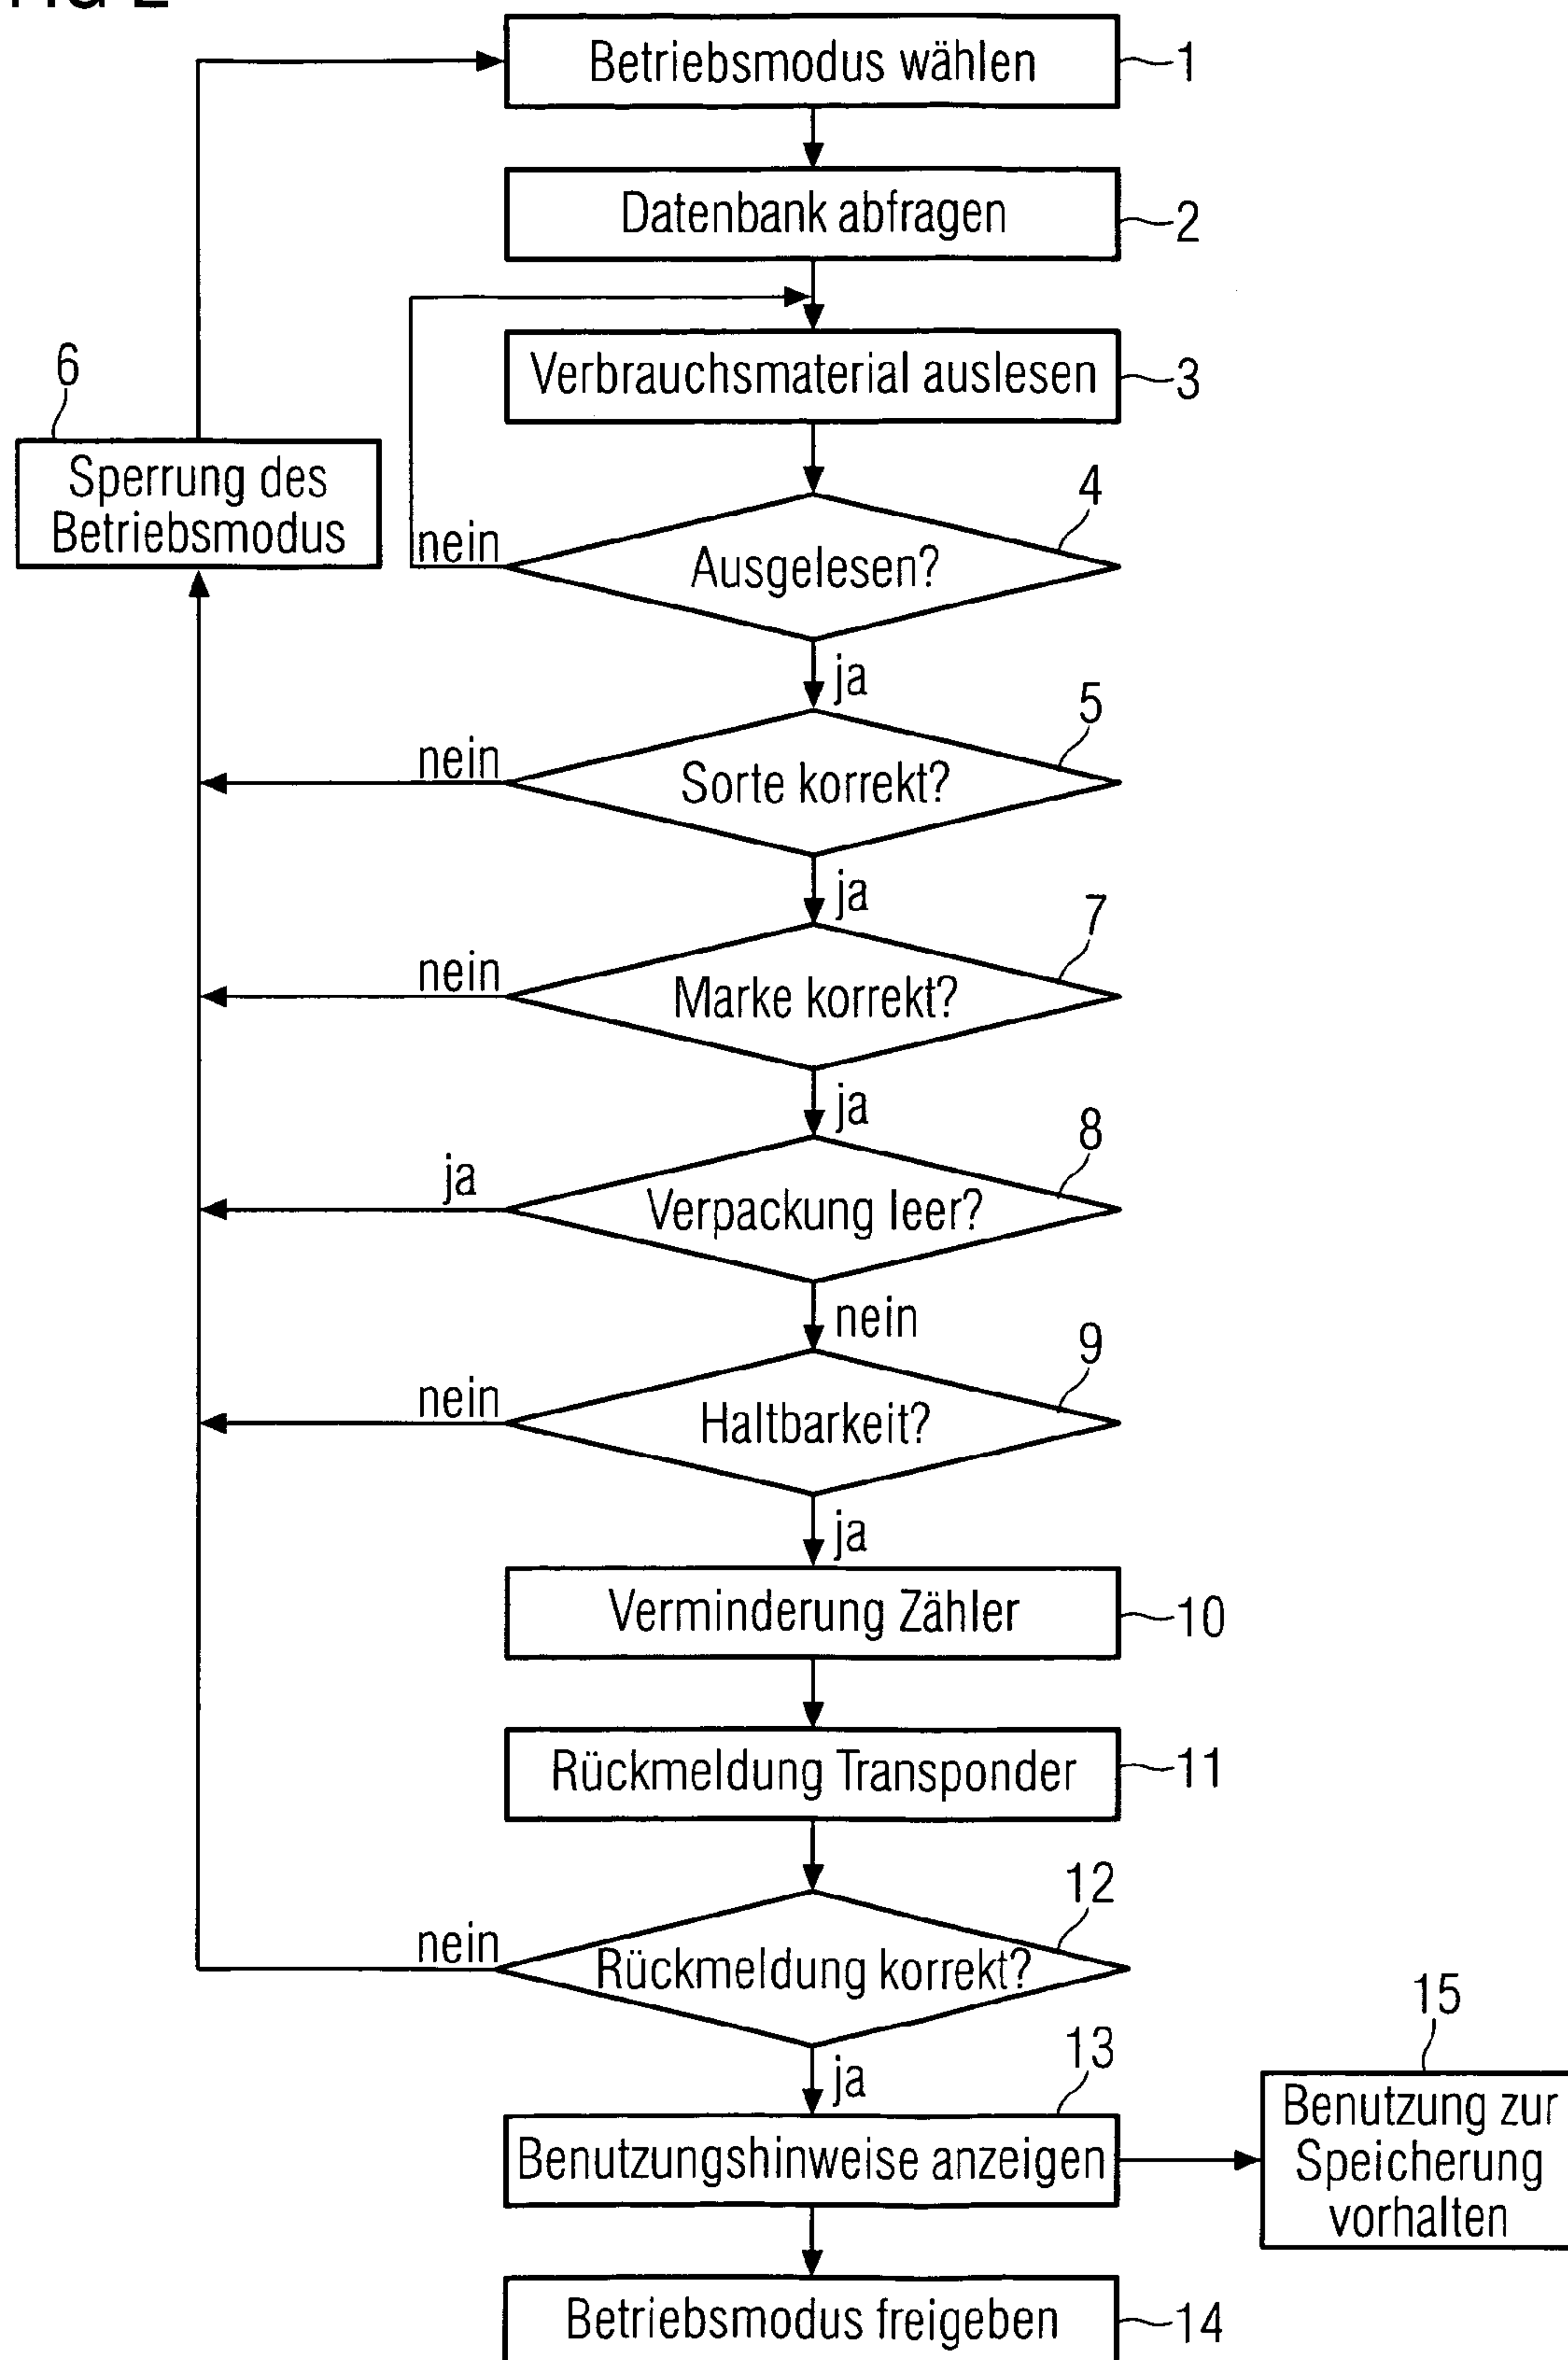 Betriebsmodus wählen
1
Datenbank abfragen
2
Verbrauchsmaterial auslesen
3
6
Sperrung des
Betriebsmodus
4
nein
Ausgelesen?
ja
5
nein
Sorte korrekt?
ja
7
nein
Marke korrekt?
ja
8
ja
Verpackung leer?
nein
9
nein
Haltbarkeit?
ja
Verminderung Zähler
10
Rückmeldung Transponder
11
12
nein
Rückmeldung korrekt?
ja
13
15
Benutzungshinweise anzeigen
Benutzung zur
Speicherung
vorhalten
Betriebsmodus freigeben
14